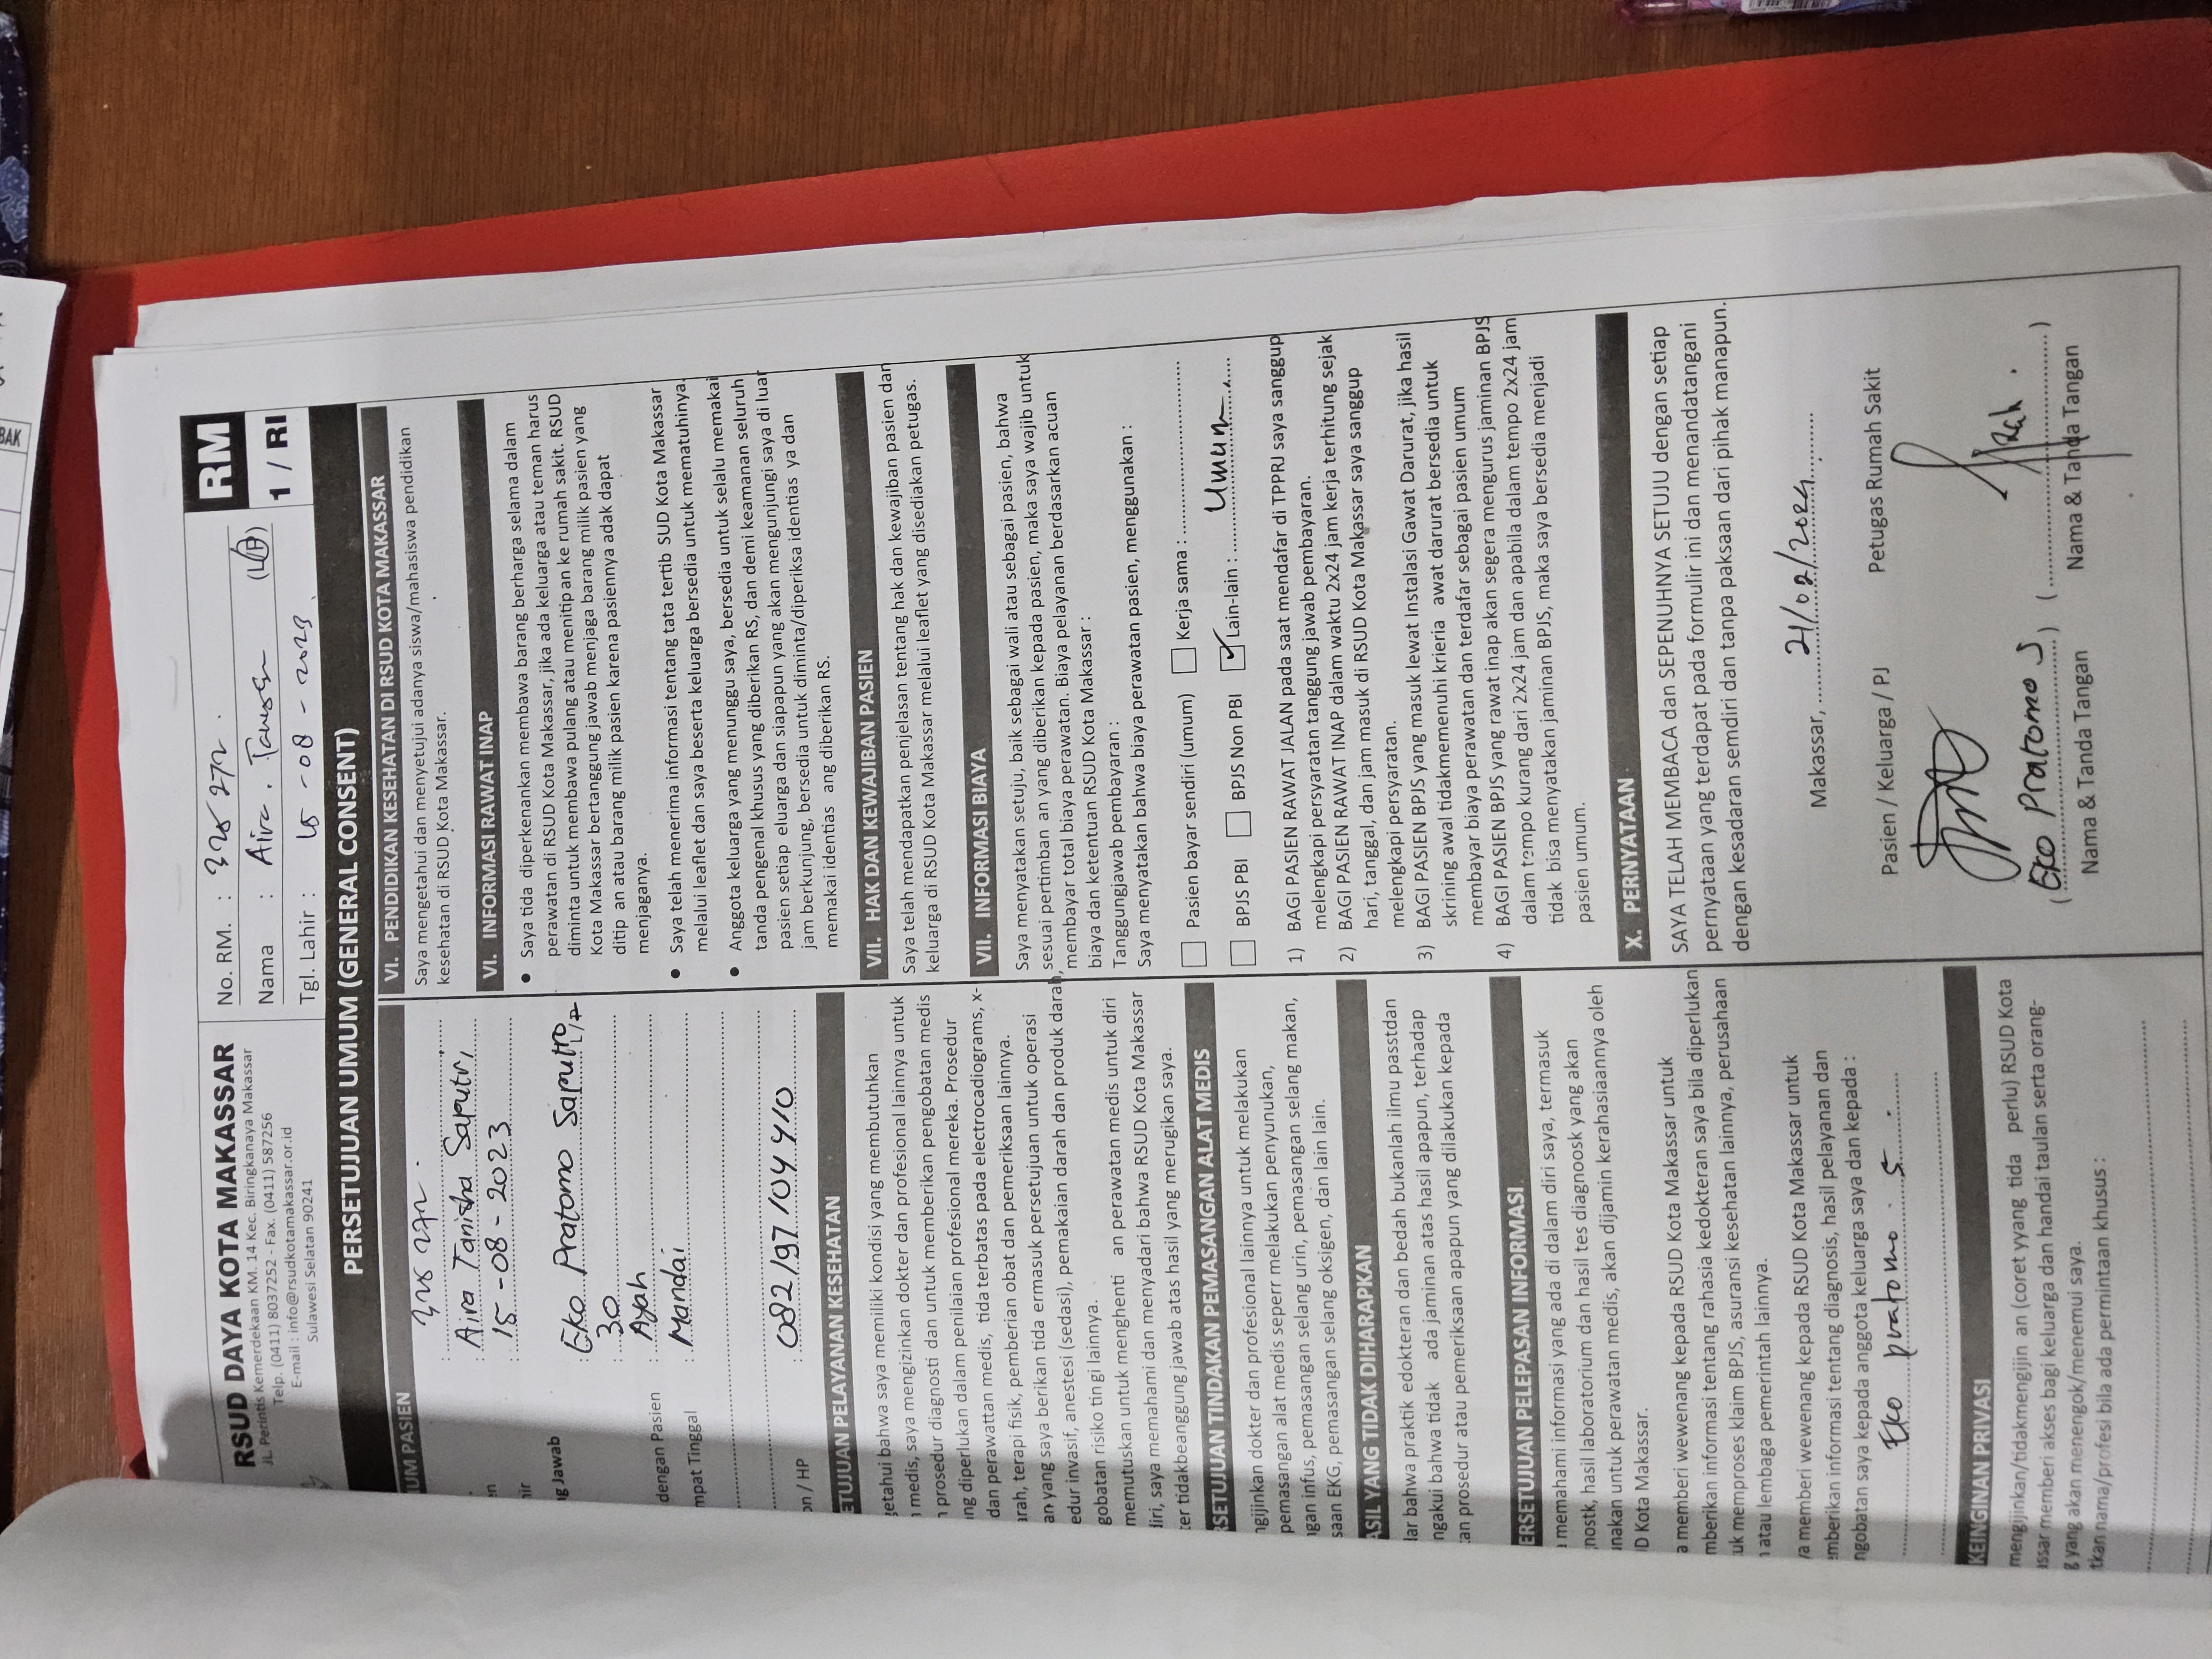 BAK
RSUD DAYA KOTA MAKASSAR
JL. Perintis Kemerdekaan KM. 14 Kec. Biringkanaya Makassar
Telp. (0411) 8037252 - Fax. (0411) 587256
E-mail : info@rsudkotamakassar.or.id
Sulawesi Selatan 90241
No. RM. : 328 272
Nama : Aira. (L/P)
Tgl. Lahir : 15 - 08 - 2023
RM
1 / RI
PERSETUJUAN UMUM (GENERAL CONSENT)
UM PASIEN
: 328 272
: Aira Tanisha Saputri
: 15 - 08 - 2023
g Jawab
: Eko Pratomo Saputro L/P
: 30
dengan Pasien : Ayah
mpat Tinggal : Mandai
on / HP : 082197104410
ETUJUAN PELAYANAN KESEHATAN
getahui bahwa saya memiliki kondisi yang membutuhkan
medis, saya mengizinkan dokter dan profesional lainnya untuk
prosedur diagnosti dan untuk memberikan pengobatan medis
ng diperlukan dalam penilaian profesional mereka. Prosedur
dan perawattan medis, tida terbatas pada electrocadiograms, x-
arah, terapi fisik, pemberian obat dan pemeriksaan lainnya.
an yang saya berikan tida ermasuk persetujuan untuk operasi
edur invasif, anestesi (sedasi), pemakaian darah dan produk darah,
gobatan risiko tin gi lainnya.
memutuskan untuk menghenti an perawatan medis untuk diri
diri, saya memahami dan menyadari bahwa RSUD Kota Makassar
ter tidakbeanggung jawab atas hasil yang merugikan saya.
RSETUJUAN TINDAKAN PEMASANGAN ALAT MEDIS
ngijinkan dokter dan profesional lainnya untuk melakukan
pemasangan alat medis seperr melakukan penyunukan,
ngan infus, pemasangan selang urin, pemasangan selang makan,
saan EKG, pemasangan selang oksigen, dan lain lain.
ASIL YANG TIDAK DIHARAPKAN
dar bahwa praktik edokteran dan bedah bukanlah ilmu passtdan
ngakui bahwa tidak ada jaminan atas hasil apapun, terhadap
an prosedur atau pemeriksaan apapun yang dilakukan kepada
ERSETUJUAN PELEPASAN INFORMASI
a memahami informasi yang ada di dalam diri saya, termasuk
nostk, hasil laboratorium dan hasil tes diagnoosk yang akan
unakan untuk perawatan medis, akan dijamin kerahasiaannya oleh
D Kota Makassar.
a memberi wewenang kepada RSUD Kota Makassar untuk
mberikan informasi tentang rahasia kedokteran saya bila diperlukan
uk memproses klaim BPJS, asuransi kesehatan lainnya, perusahaan
n atau lembaga pemerintah lainnya.
ya memberi wewenang kepada RSUD Kota Makassar untuk
emberikan informasi tentang diagnosis, hasil pelayanan dan
ngobatan saya kepada anggota keluarga saya dan kepada :
Eko pratomo . S
KEINGINAN PRIVASI
mengijinkan/tidakmengijin an (coret yyang tida perlu) RSUD Kota
assar memberi akses bagi keluarga dan handai taulan serta orang-
g yang akan menengok/menemui saya.
tkan nama/profesi bila ada permintaan khusus :
VI. PENDIDIKAN KESEHATAN DI RSUD KOTA MAKASSAR
Saya mengetahui dan menyetujui adanya siswa/mahasiswa pendidikan
kesehatan di RSUD Kota Makassar.
VI. INFORMASI RAWAT INAP
• Saya tida diperkenankan membawa barang berharga selama dalam
perawatan di RSUD Kota Makassar, jika ada keluarga atau teman harus
diminta untuk membawa pulang atau menitip an ke rumah sakit. RSUD
Kota Makassar bertanggung jawab menjaga barang milik pasien yang
ditip an atau barang milik pasien karena pasiennya adak dapat
menjaganya.
• Saya telah menerima informasi tentang tata tertib SUD Kota Makassar
melalui leaflet dan saya beserta keluarga bersedia untuk mematuhinya.
• Anggota keluarga yang menunggu saya, bersedia untuk selalu memakai
tanda pengenal khusus yang diberikan RS, dan demi keamanan seluruh
pasien setiap eluarga dan siapapun yang akan mengunjungi saya di luar
jam berkunjung, bersedia untuk diminta/diperiksa identias ya dan
memakai identias ang diberikan RS.
VII. HAK DAN KEWAJIBAN PASIEN
Saya telah mendapatkan penjelasan tentang hak dan kewajiban pasien dan
keluarga di RSUD Kota Makassar melalui leaflet yang disediakan petugas.
VII. INFORMASI BIAYA
Saya menyatakan setuju, baik sebagai wali atau sebagai pasien, bahwa
sesuai pertimban an yang diberikan kepada pasien, maka saya wajib untuk
membayar total biaya perawatan. Biaya pelayanan berdasarkan acuan
biaya dan ketentuan RSUD Kota Makassar :
Tanggungjawab pembayaran :
Saya menyatakan bahwa biaya perawatan pasien, menggunakan :
Pasien bayar sendiri (umum) Kerja sama :
BPJS PBI BPJS Non PBI ✓ Lain-lain : Umum
1) BAGI PASIEN RAWAT JALAN pada saat mendafar di TPPRJ saya sanggup
melengkapi persyaratan tanggung jawab pembayaran.
2) BAGI PASIEN RAWAT INAP dalam waktu 2x24 jam kerja terhitung sejak
hari, tanggal, dan jam masuk di RSUD Kota Makassar saya sanggup
melengkapi persyaratan.
3) BAGI PASIEN BPJS yang masuk lewat Instalasi Gawat Darurat, jika hasil
skrining awal tidakmemenuhi krieria awat darurat bersedia untuk
membayar biaya perawatan dan terdafar sebagai pasien umum
4) BAGI PASIEN BPJS yang rawat inap akan segera mengurus jaminan BPJS
dalam tempo kurang dari 2x24 jam dan apabila dalam tempo 2x24 jam
tidak bisa menyatakan jaminan BPJS, maka saya bersedia menjadi
pasien umum.
X. PERNYATAAN
SAYA TELAH MEMBACA dan SEPENUHNYA SETUJU dengan setiap
pernyataan yang terdapat pada formulir ini dan menandatangani
dengan kesadaran semdiri dan tanpa paksaan dari pihak manapun.
Makassar, 21/02/2024
Pasien / Keluarga / PJ Petugas Rumah Sakit
(Eko Pratomo S) ( )
Nama & Tanda Tangan Nama & Tanda Tangan